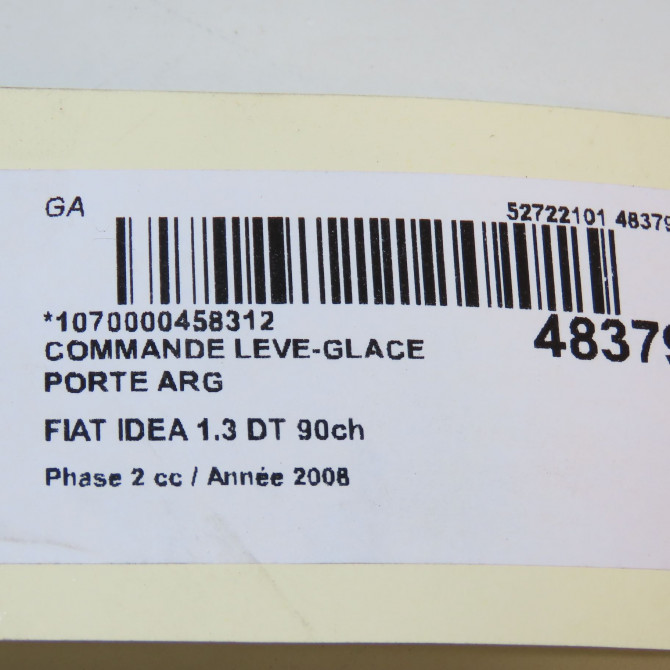 GA
52722101 48379
*1070000458312
48379
COMMANDE LEVE-GLACE
PORTE ARG
FIAT IDEA 1.3 DT 90ch
Phase 2 cc / Année 2008